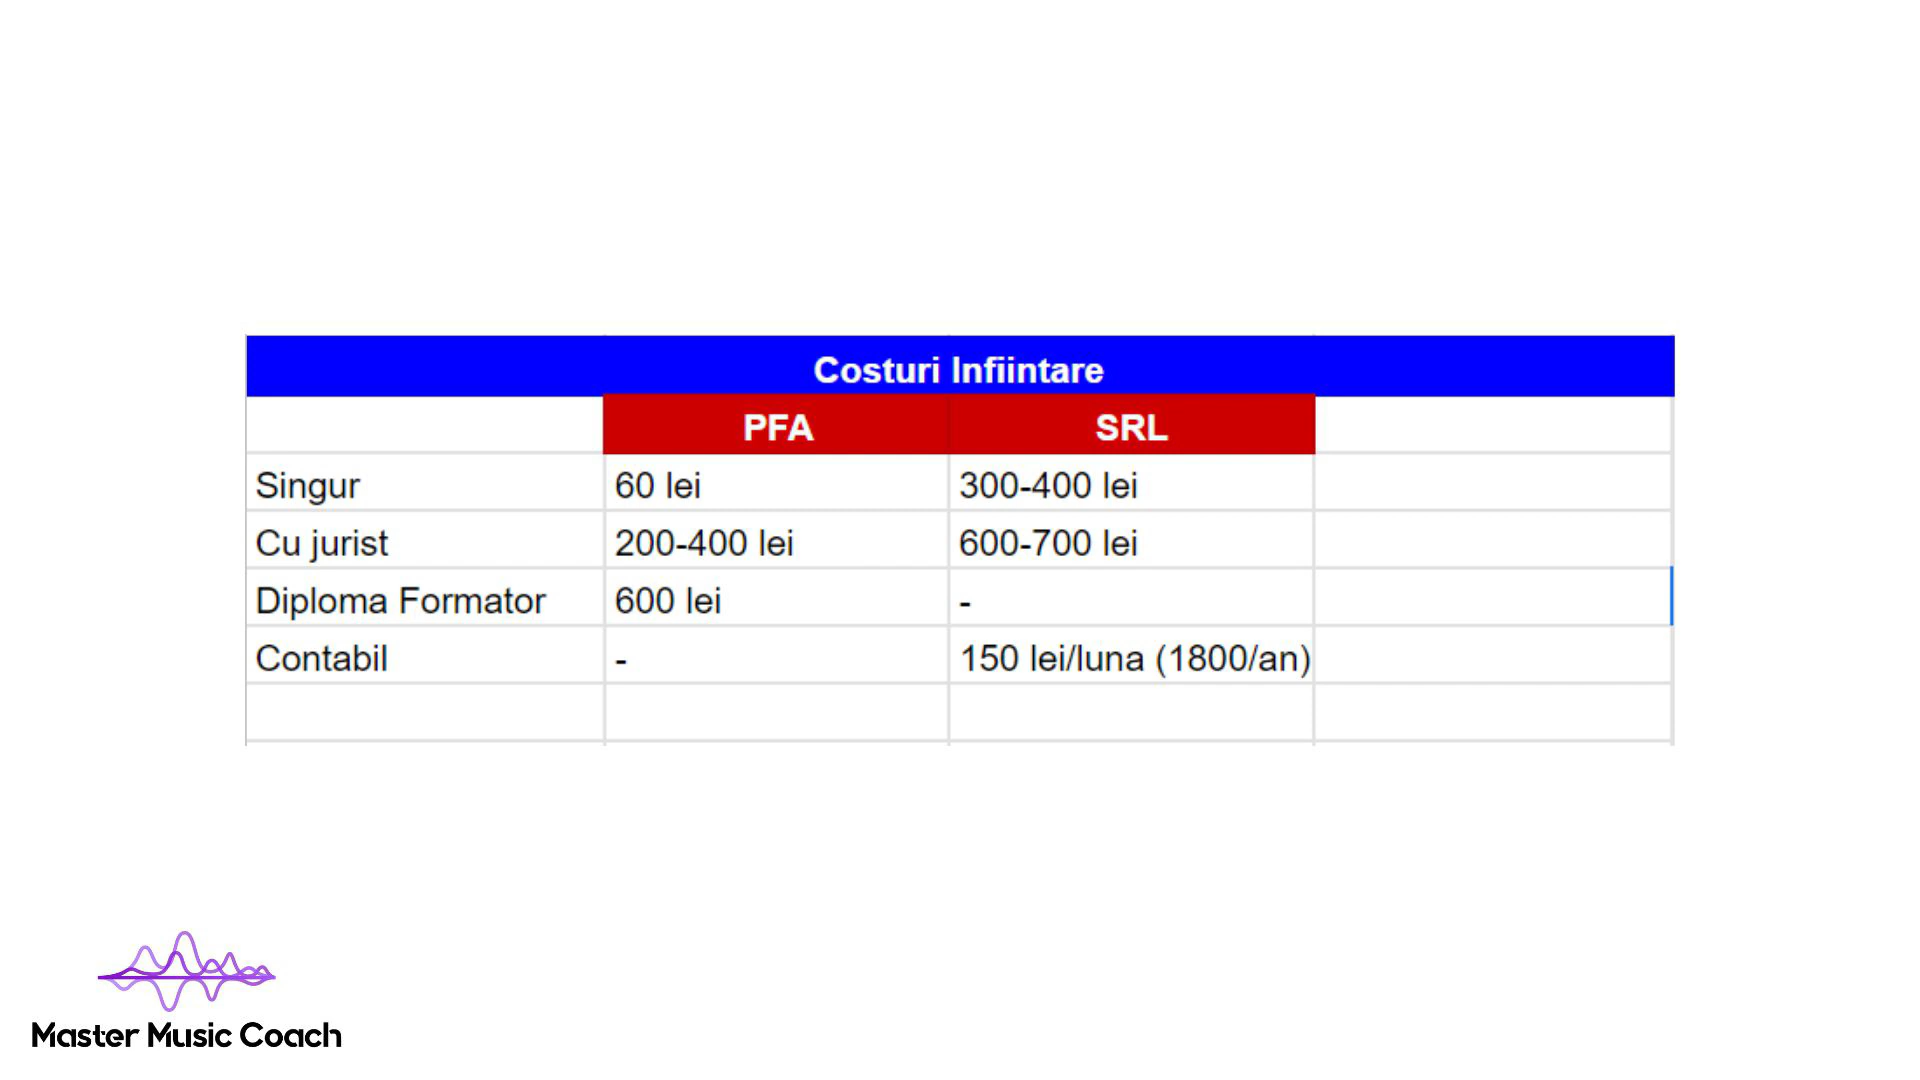 Costuri Infiintare
PFA SRL
Singur 60 lei 300-400 lei
Cu jurist 200-400 lei 600-700 lei
Diploma Formator 600 lei -
Contabil - 150 lei/luna (1800/an)
Master Music Coach